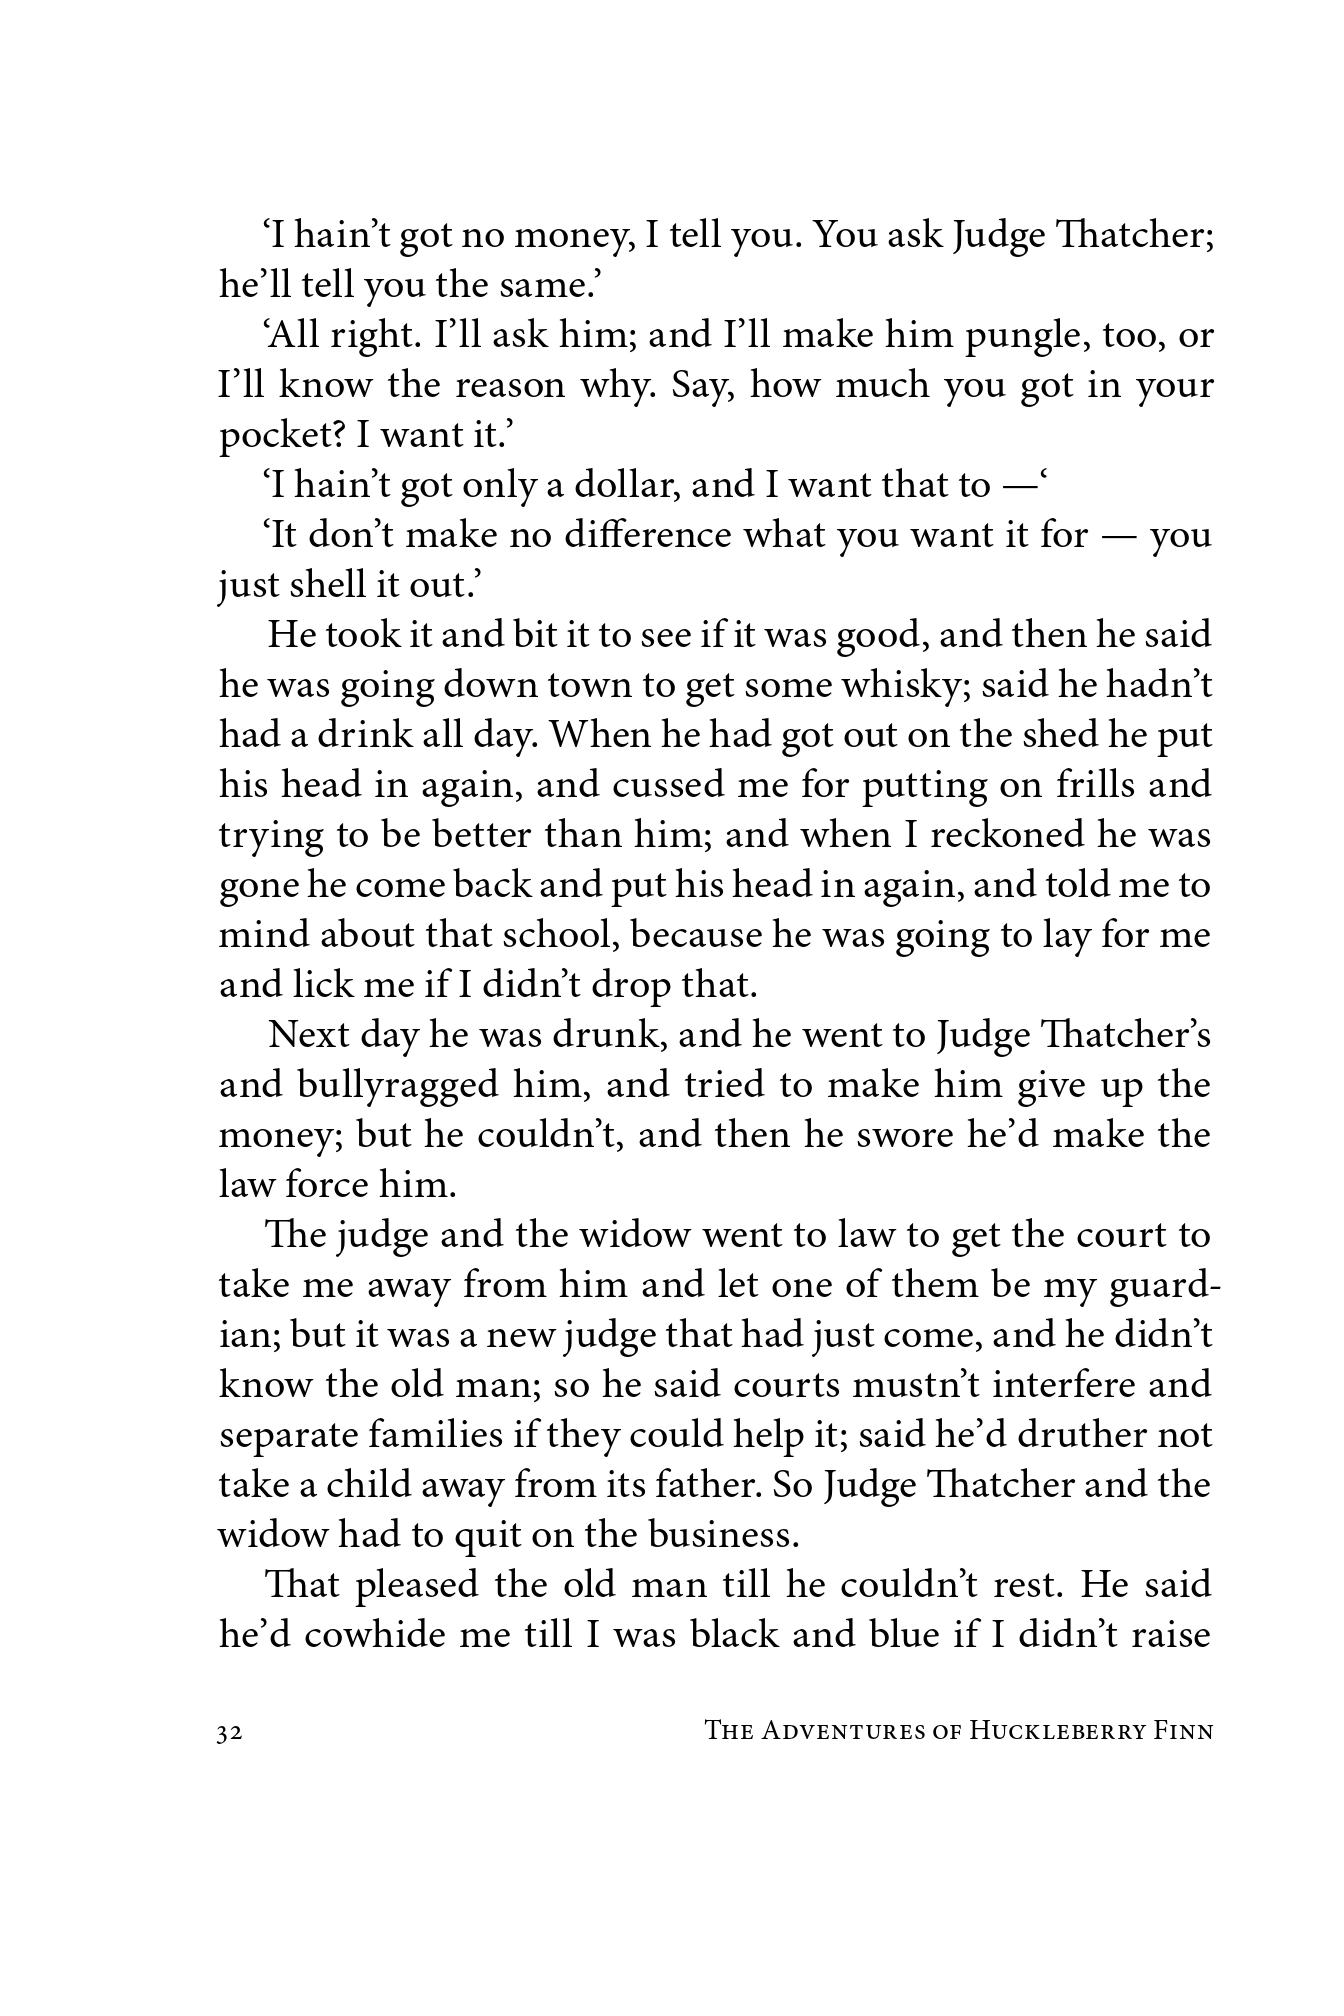 ‘I hain’t got no money, I tell you. You ask Judge Thatcher;
he’ll tell you the same.’
‘All right. I’ll ask him; and I’ll make him pungle, too, or
I’ll know the reason why. Say, how much you got in your
pocket? I want it.’
‘I hain’t got only a dollar, and I want that to —‘
‘It don’t make no difference what you want it for — you
just shell it out.’
He took it and bit it to see if it was good, and then he said
he was going down town to get some whisky; said he hadn’t
had a drink all day. When he had got out on the shed he put
his head in again, and cussed me for putting on frills and
trying to be better than him; and when I reckoned he was
gone he come back and put his head in again, and told me to
mind about that school, because he was going to lay for me
and lick me if I didn’t drop that.
Next day he was drunk, and he went to Judge Thatcher’s
and bullyragged him, and tried to make him give up the
money; but he couldn’t, and then he swore he’d make the
law force him.
The judge and the widow went to law to get the court to
take me away from him and let one of them be my guard-
ian; but it was a new judge that had just come, and he didn’t
know the old man; so he said courts mustn’t interfere and
separate families if they could help it; said he’d druther not
take a child away from its father. So Judge Thatcher and the
widow had to quit on the business.
That pleased the old man till he couldn’t rest. He said
he’d cowhide me till I was black and blue if I didn’t raise
32 The Adventures of Huckleberry Finn